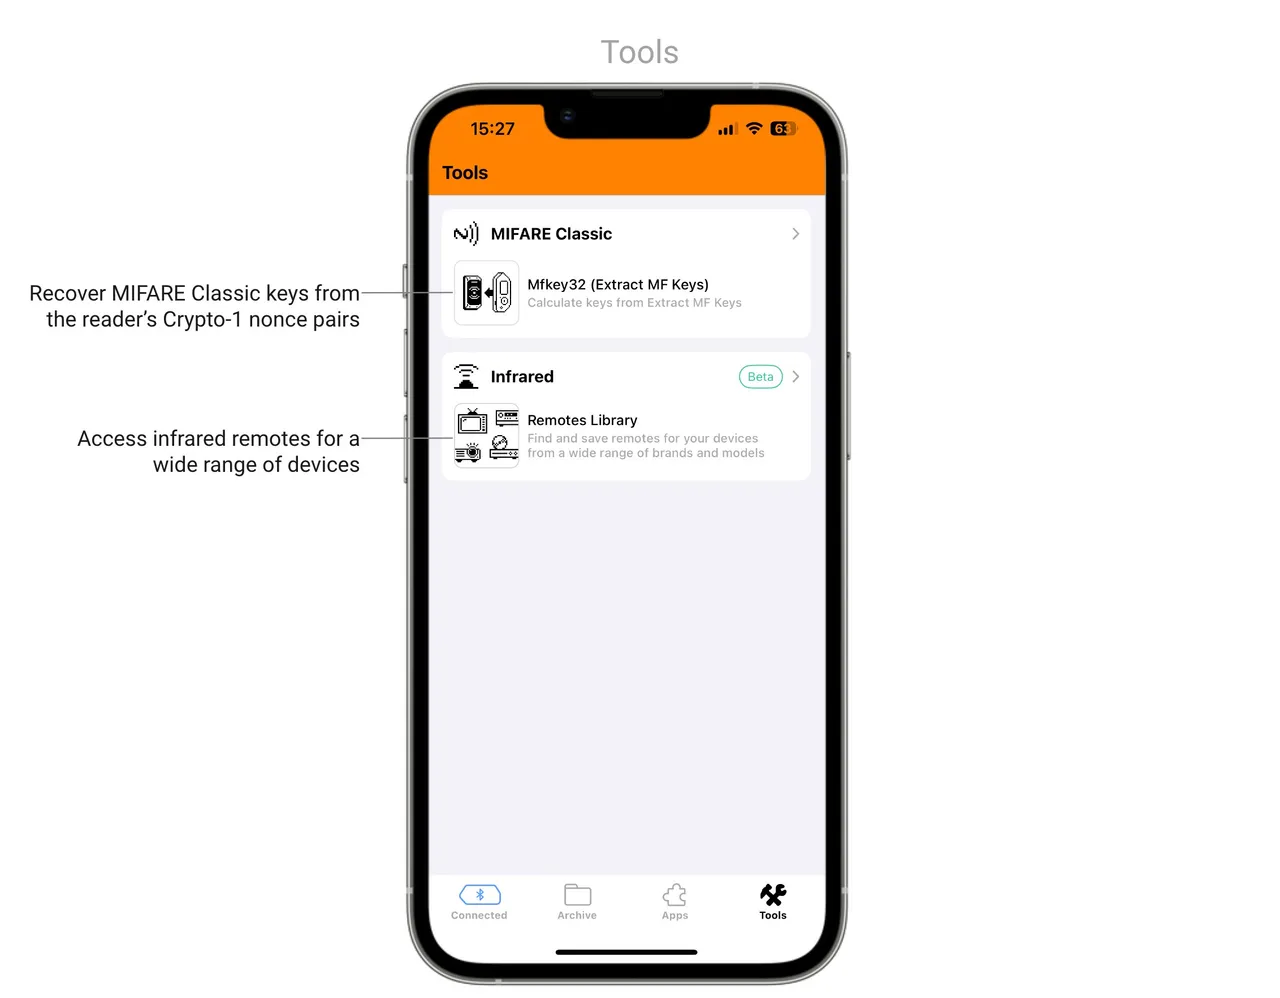 Tools
15:27
63
Tools
MIFARE Classic
Mfkey32 (Extract MF Keys)
Calculate keys from Extract MF Keys
Recover MIFARE Classic keys from
the reader’s Crypto-1 nonce pairs
Infrared
Beta
Remotes Library
Find and save remotes for your devices
from a wide range of brands and models
Access infrared remotes for a
wide range of devices
Connected
Archive
Apps
Tools